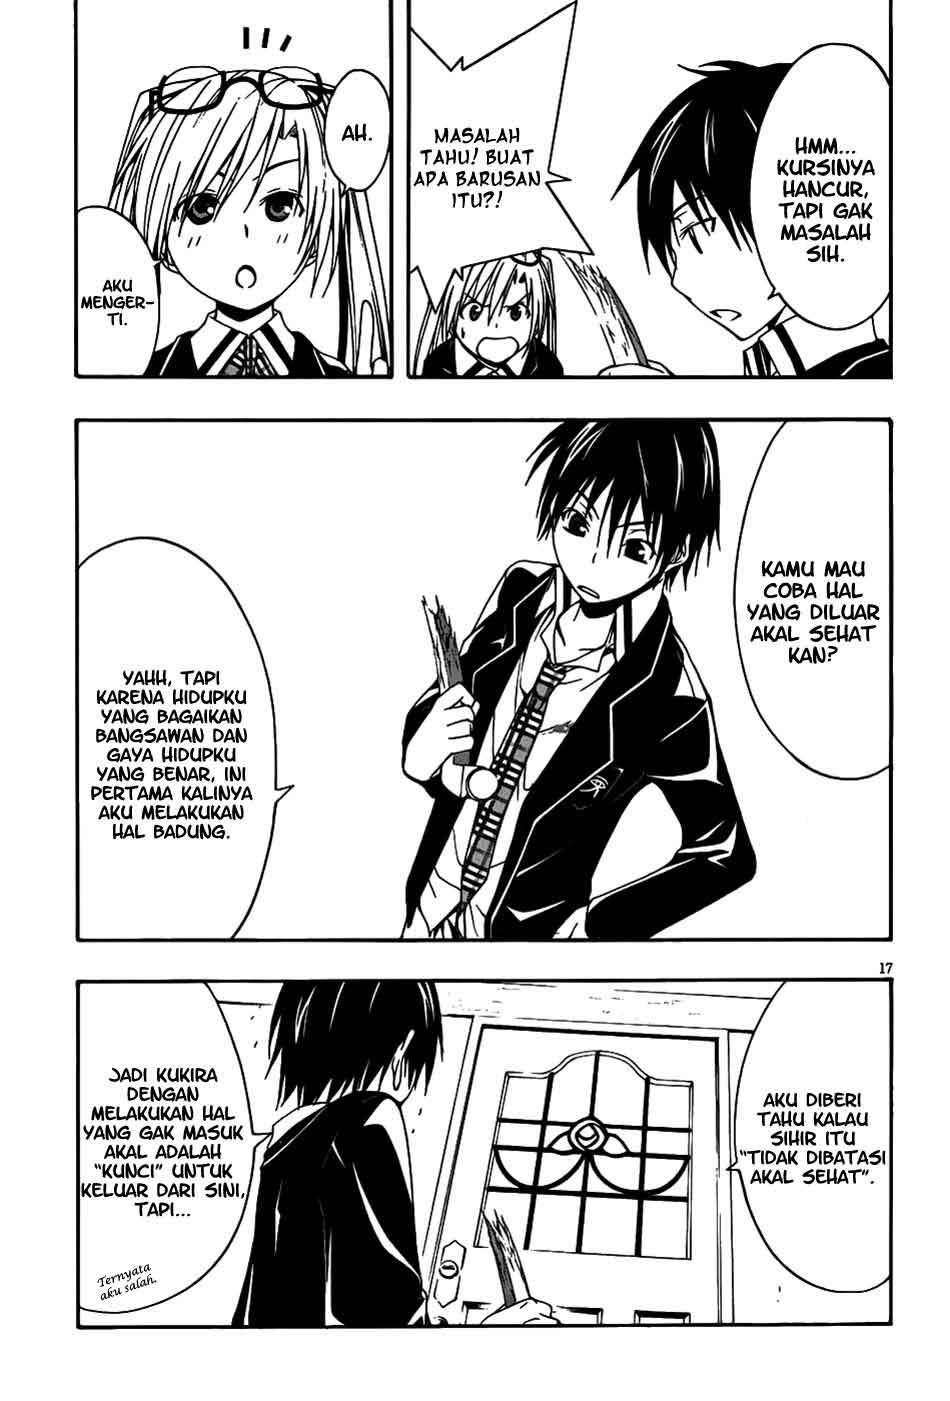 HMM...
KURSINYA
HANCUR,
TAPI GAK
MASALAH
SIH.
MASALAH
TAHU! BUAT
APA BARUSAN
ITU?!
AH.
AKU
MENGER-
TI.
KAMU MAU
COBA HAL
YANG DILUAR
AKAL SEHAT
KAN?
YAHH, TAPI
KARENA HIDUPKU
YANG BAGAIKAN
BANGSAWAN DAN
GAYA HIDUPKU
YANG BENAR, INI
PERTAMA KALINYA
AKU MELAKUKAN
HAL BADUNG.
17
AKU DIBERI
TAHU KALAU
SIHIR ITU
"TIDAK DIBATASI
AKAL SEHAT".
JADI KUKIRA
DENGAN
MELAKUKAN HAL
YANG GAK MASUK
AKAL ADALAH
"KUNCI" UNTUK
KELUAR DARI SINI,
TAPI...
Ternyata
aku salah.